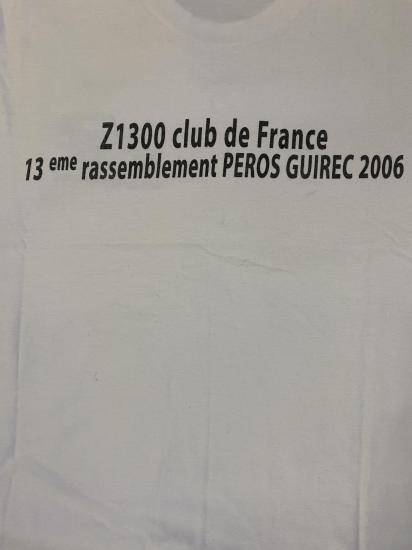 Z1300 club de France
13 eme rassemblement PEROS GUIREC 2006